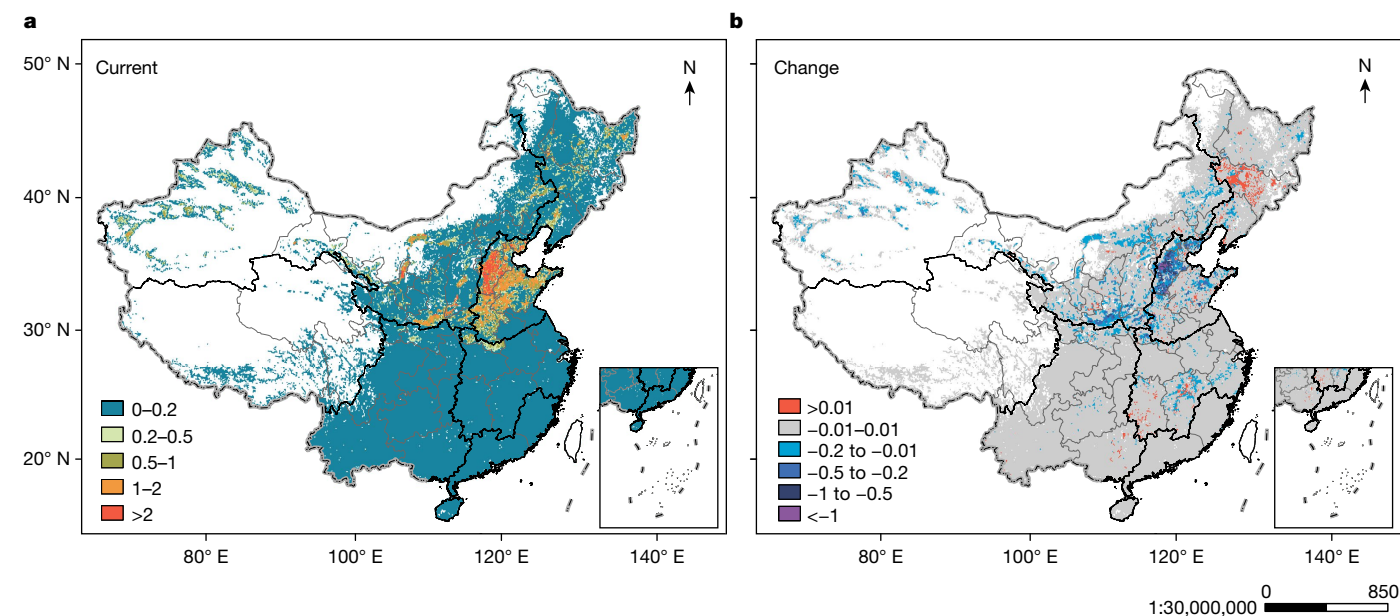 a
b
50° N
40° N
30° N
20° N
Current
N
0–0.2
0.2–0.5
0.5–1
1–2
>2
80° E
100° E
120° E
140° E
Change
N
>0.01
–0.01–0.01
–0.2 to –0.01
–0.5 to –0.2
–1 to –0.5
<–1
80° E
100° E
120° E
140° E
0
850
1:30,000,000